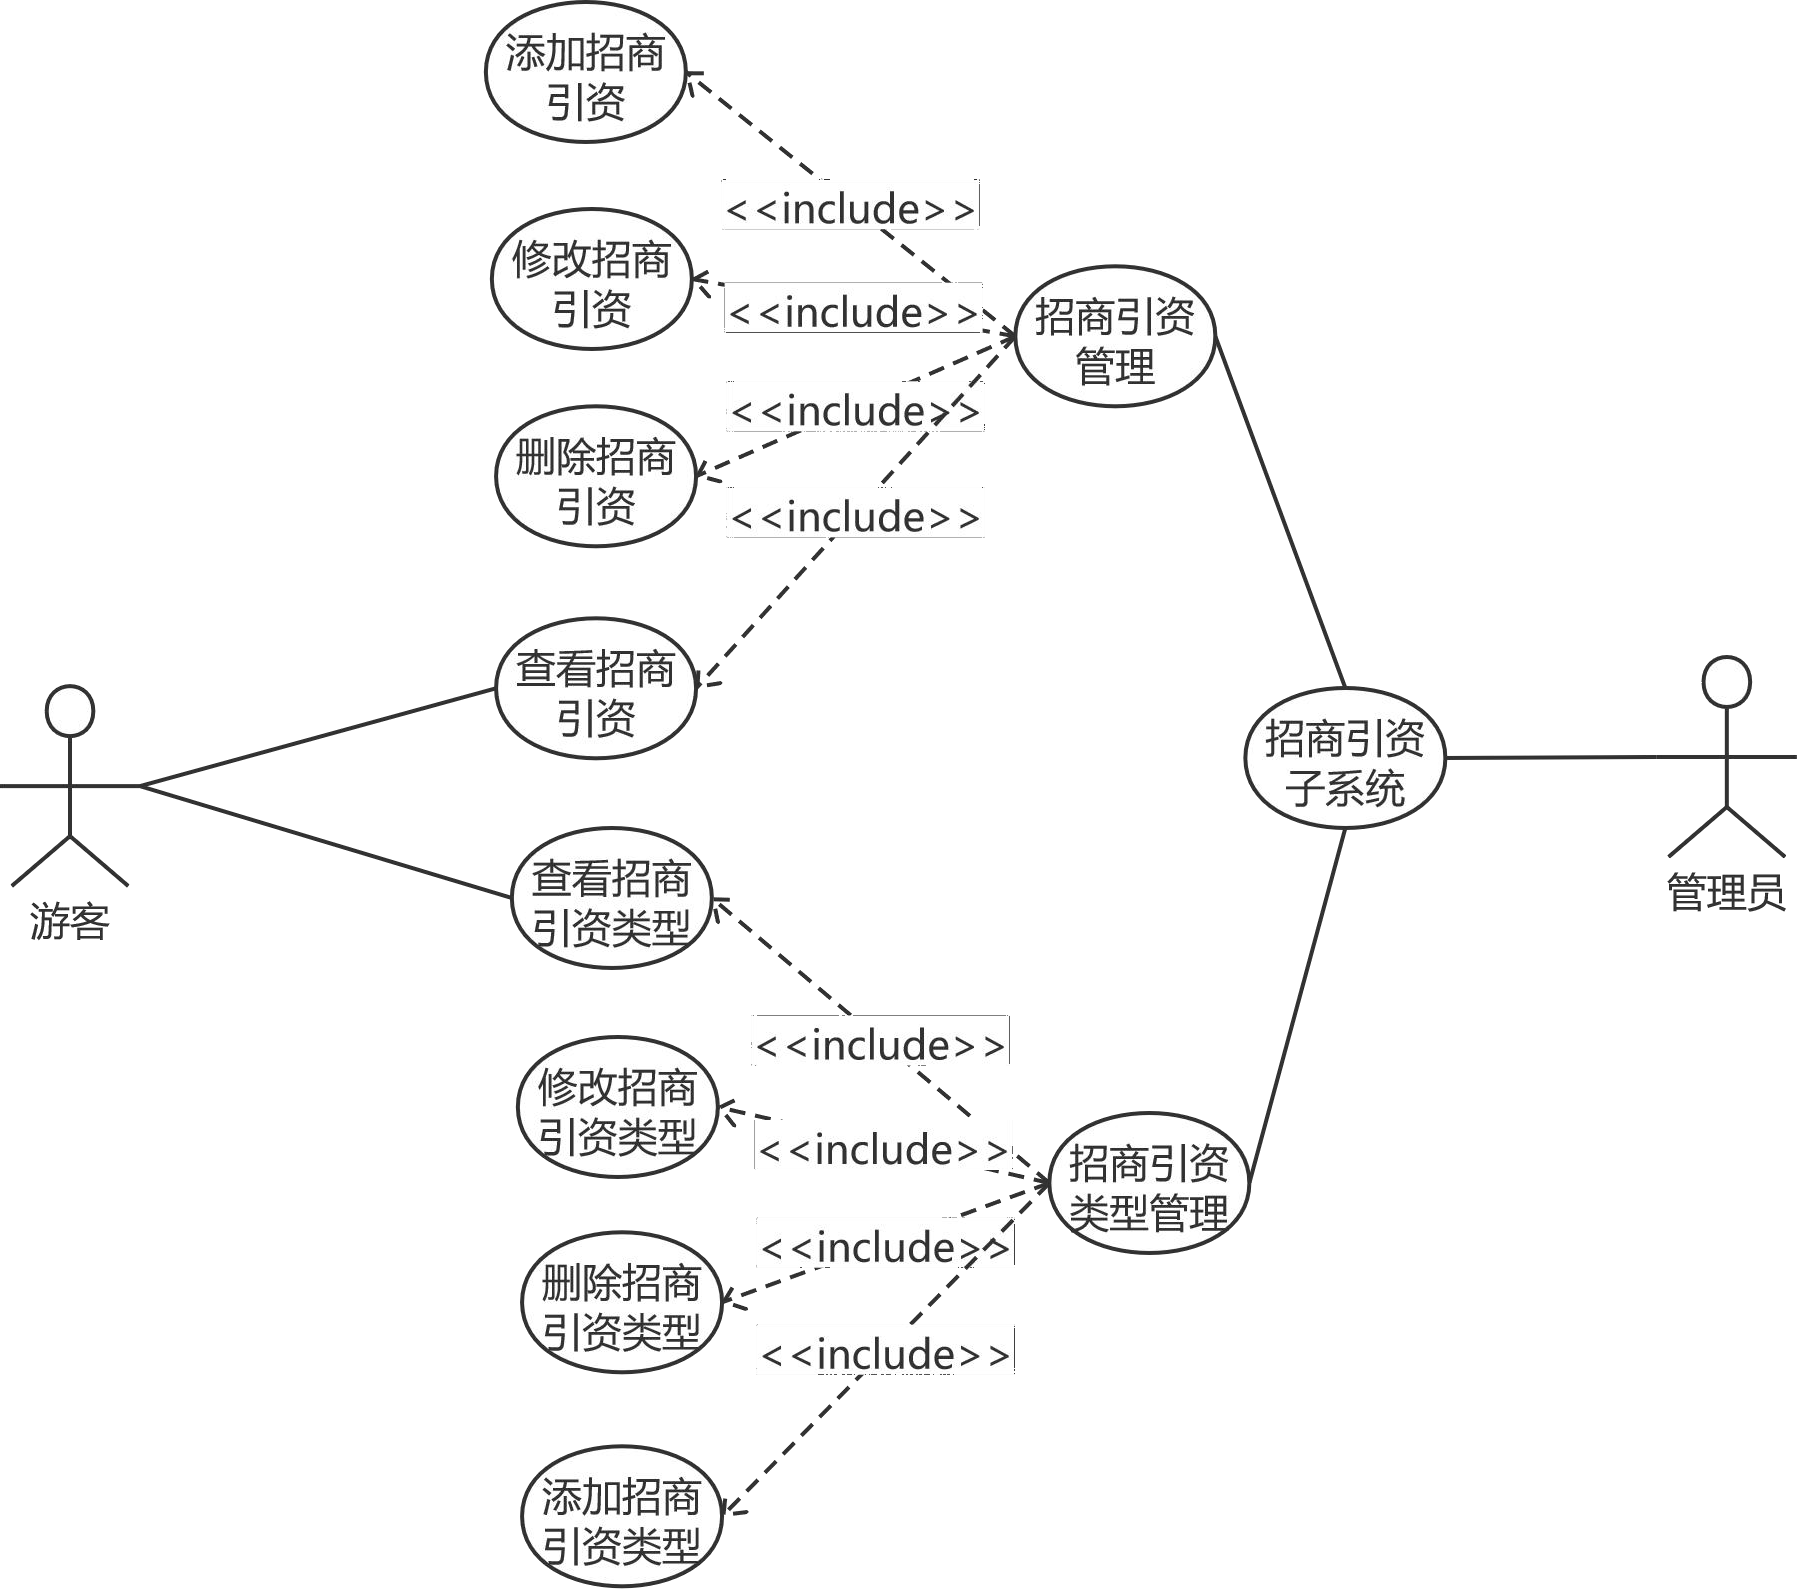 添加招商
引资
<<include>>
修改招商
引资
<<include>>
招商引资
管理
<<include>>
删除招商
引资
<<include>>
查看招商
引资
招商引资
子系统
管理员
游客
查看招商
引资类型
<<include>>
修改招商
引资类型
<<include>>
招商引资
类型管理
<<include>>
删除招商
引资类型
<<include>>
添加招商
引资类型